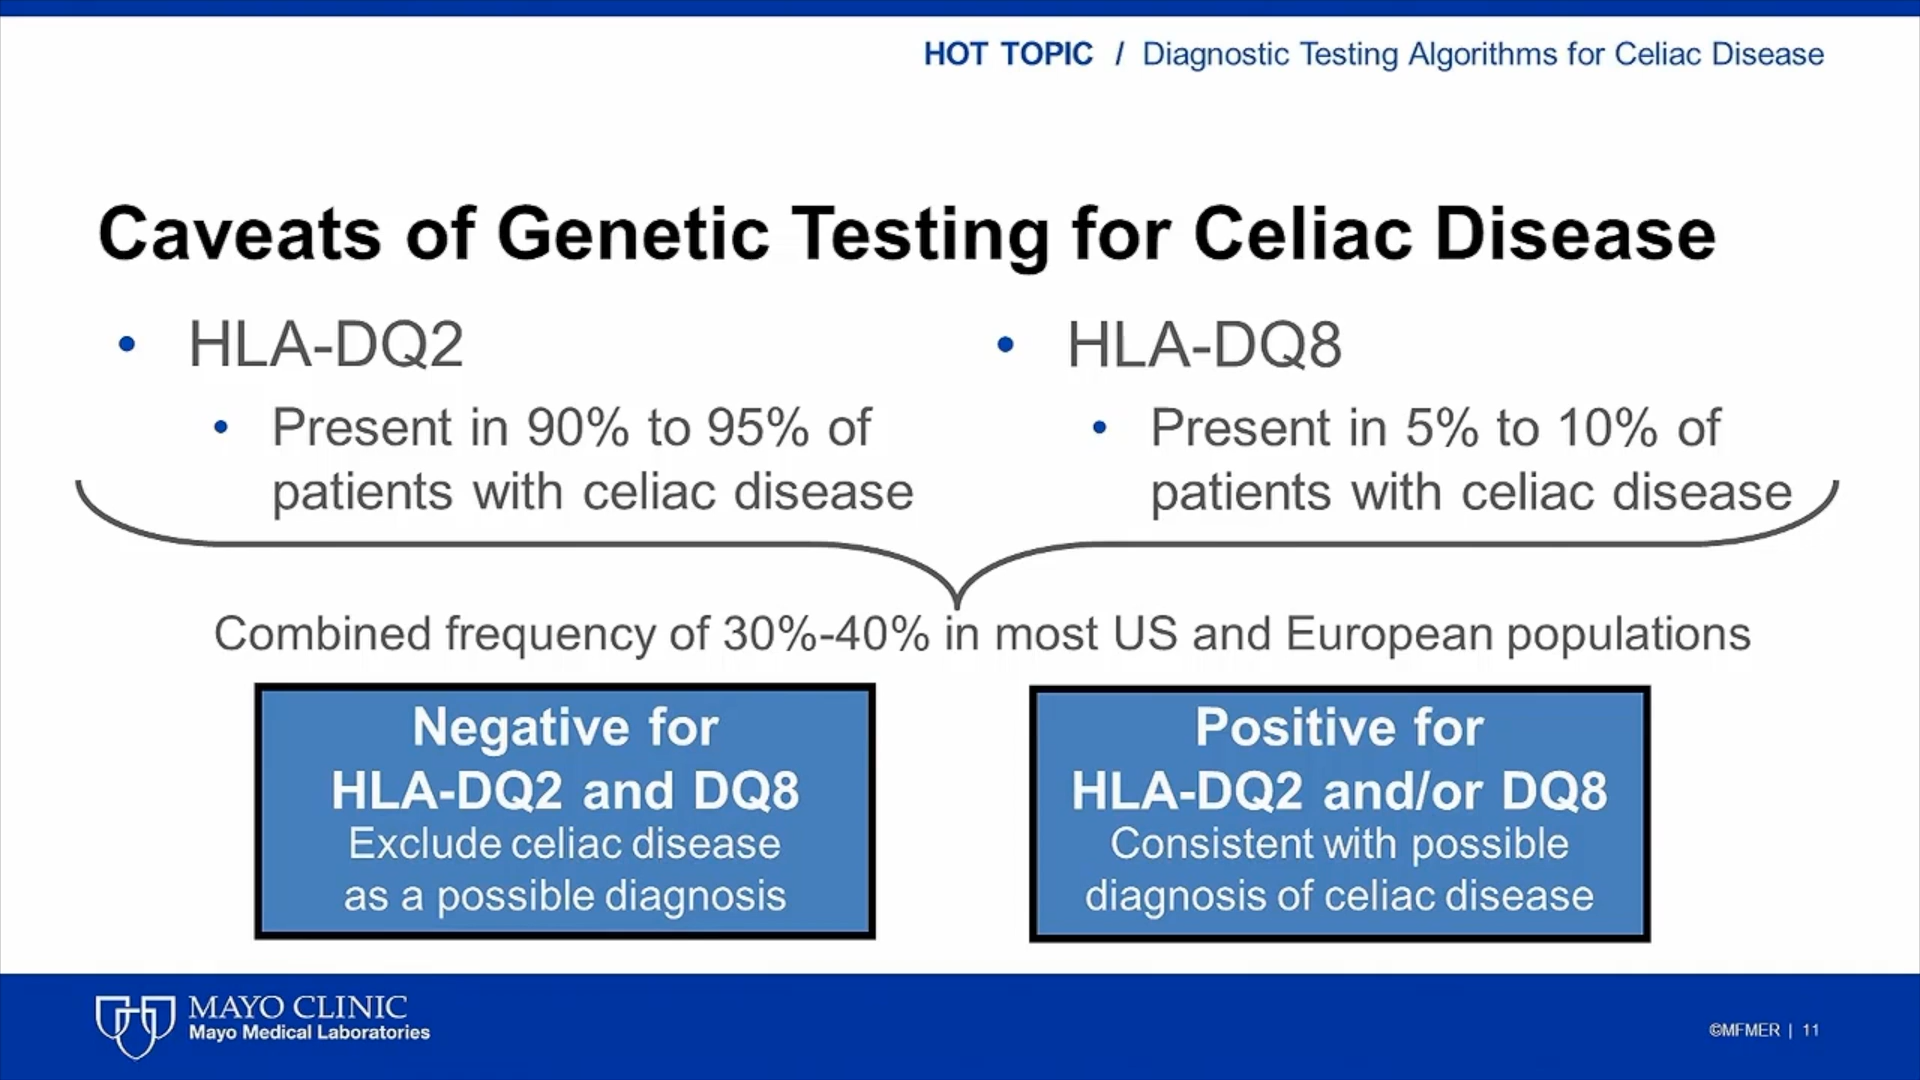 HOT TOPIC / Diagnostic Testing Algorithms for Celiac Disease
Caveats of Genetic Testing for Celiac Disease
• HLA-DQ2
• Present in 90% to 95% of
patients with celiac disease
• HLA-DQ8
• Present in 5% to 10% of
patients with celiac disease
Combined frequency of 30%-40% in most US and European populations
Negative for
HLA-DQ2 and DQ8
Exclude celiac disease
as a possible diagnosis
Positive for
HLA-DQ2 and/or DQ8
Consistent with possible
diagnosis of celiac disease
MAYO CLINIC
Mayo Medical Laboratories
©MFMER | 11